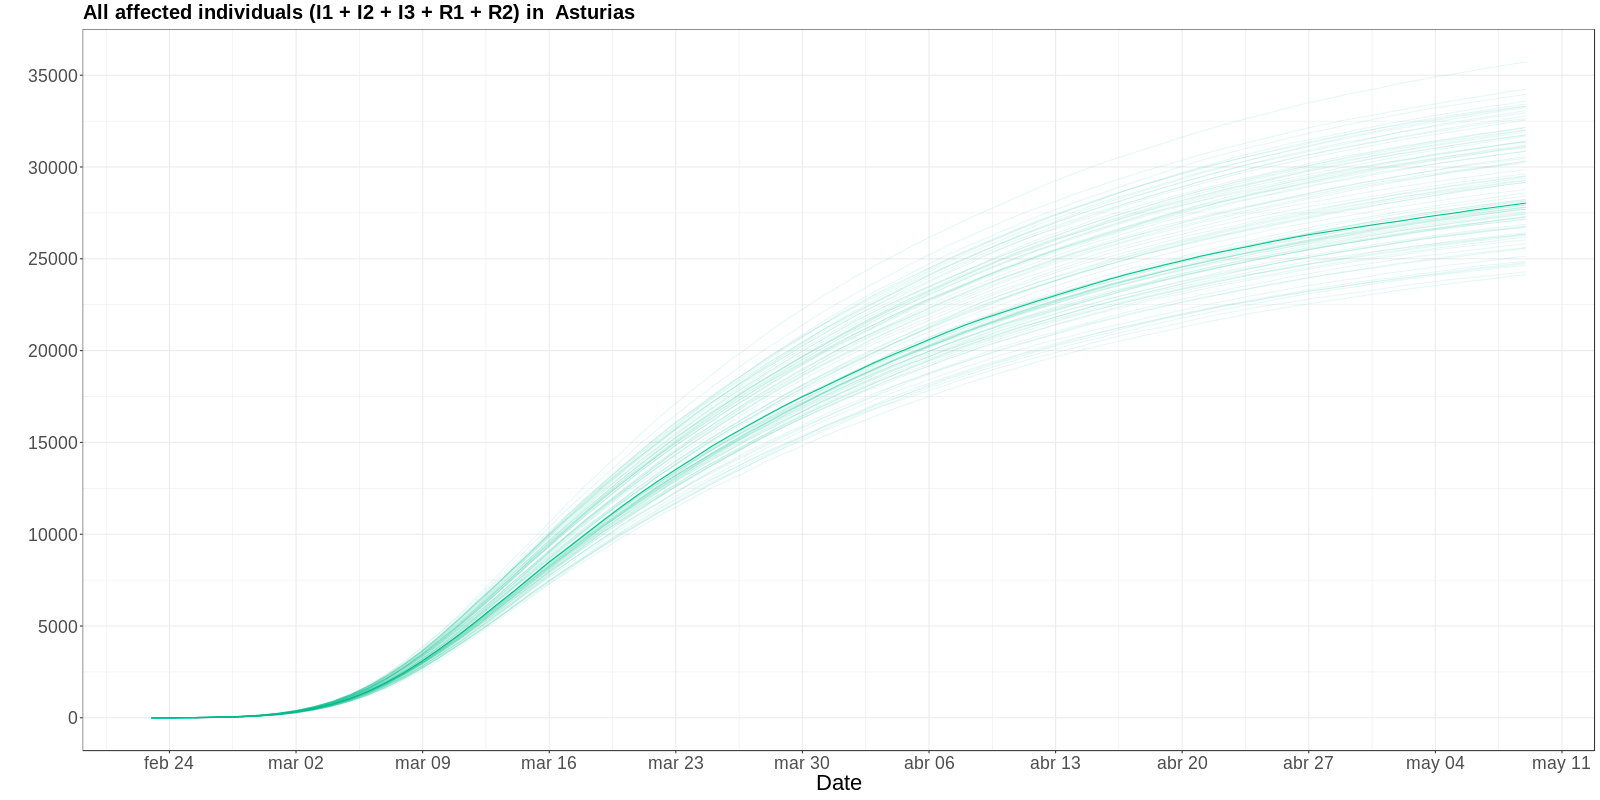 All affected individuals (I1 + I2 + I3 + R1 + R2) in  Asturias
35000
30000
25000
20000
15000
10000
5000
0
feb 24 mar 02 mar 09 mar 16 mar 23 mar 30 abr 06 abr 13 abr 20 abr 27 may 04 may 11
Date